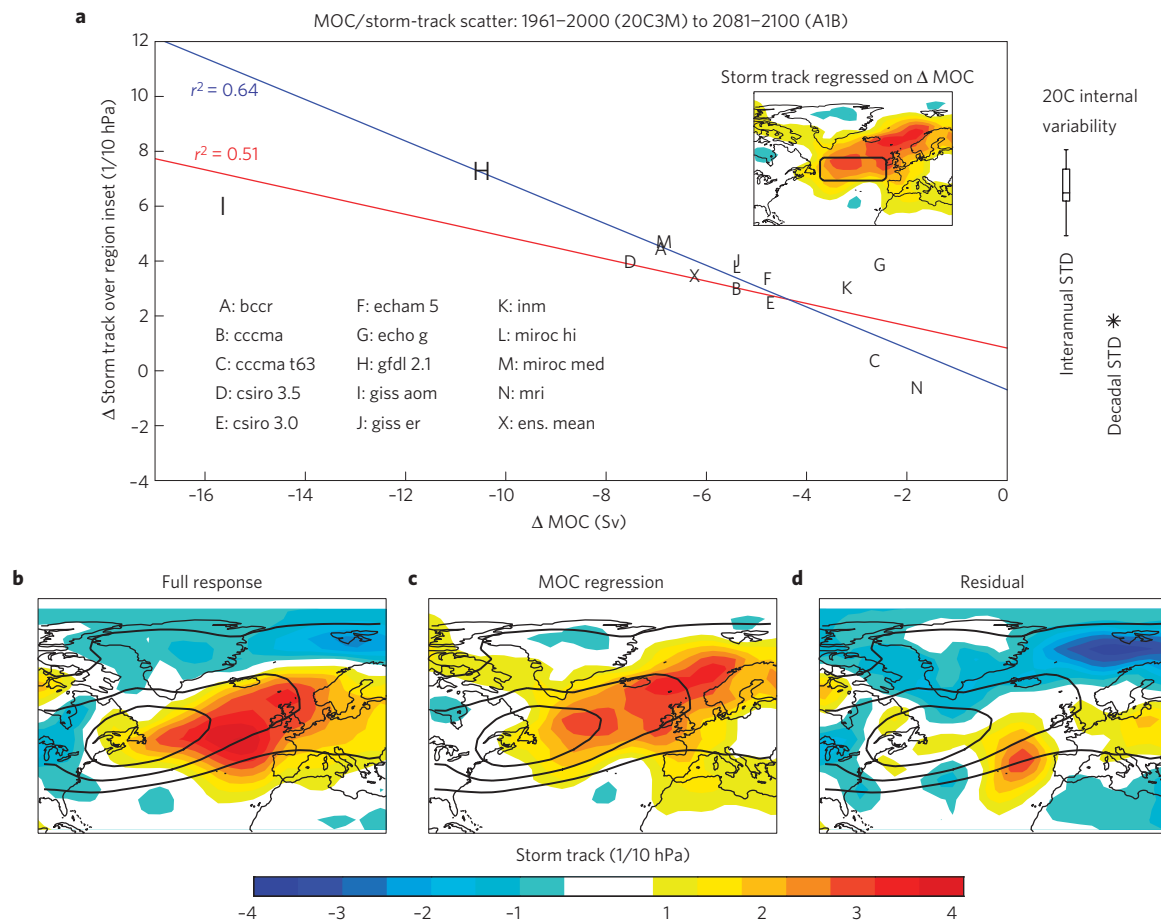 a
MOC/storm-track scatter: 1961–2000 (20C3M) to 2081–2100 (A1B)
12
10
8
6
4
2
0
−2
−4
Δ Storm track over region inset (1/10 hPa)
r² = 0.64
r² = 0.51
Storm track regressed on Δ MOC
20C internal
variability
Interannual STD
Decadal STD *
I
H
D
M
A
X
J
L
B
F
E
K
G
C
N
A: bccr
B: cccma
C: cccma t63
D: csiro 3.5
E: csiro 3.0
F: echam 5
G: echo g
H: gfdl 2.1
I: giss aom
J: giss er
K: inm
L: miroc hi
M: miroc med
N: mri
X: ens. mean
−16 −14 −12 −10 −8 −6 −4 −2 0
Δ MOC (Sv)
b Full response
c MOC regression
d Residual
Storm track (1/10 hPa)
−4 −3 −2 −1 1 2 3 4